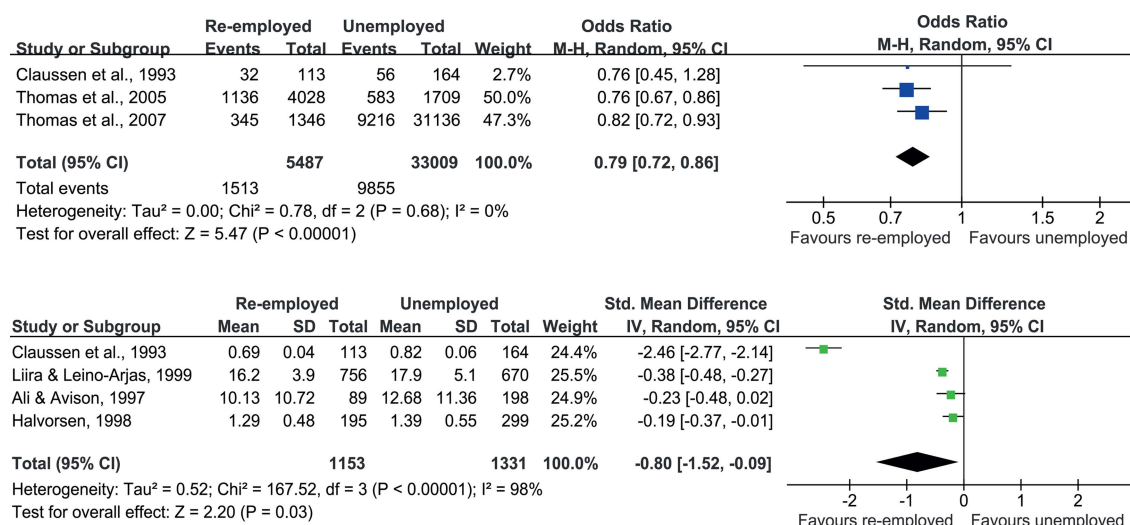 Re-employed Unemployed Odds Ratio Odds Ratio
Study or Subgroup Events Total Events Total Weight M-H, Random, 95% CI M-H, Random, 95% CI
Claussen et al., 1993 32 113 56 164 2.7% 0.76 [0.45, 1.28]
Thomas et al., 2005 1136 4028 583 1709 50.0% 0.76 [0.67, 0.86]
Thomas et al., 2007 345 1346 9216 31136 47.3% 0.82 [0.72, 0.93]
Total (95% CI) 5487 33009 100.0% 0.79 [0.72, 0.86]
Total events 1513 9855
Heterogeneity: Tau² = 0.00; Chi² = 0.78, df = 2 (P = 0.68); I² = 0%
Test for overall effect: Z = 5.47 (P < 0.00001)
0.5 0.7 1 1.5 2
Favours re-employed Favours unemployed
Re-employed Unemployed Std. Mean Difference Std. Mean Difference
Study or Subgroup Mean SD Total Mean SD Total Weight IV, Random, 95% CI IV, Random, 95% CI
Claussen et al., 1993 0.69 0.04 113 0.82 0.06 164 24.4% -2.46 [-2.77, -2.14]
Liira & Leino-Arjas, 1999 16.2 3.9 756 17.9 5.1 670 25.5% -0.38 [-0.48, -0.27]
Ali & Avison, 1997 10.13 10.72 89 12.68 11.36 198 24.9% -0.23 [-0.48, 0.02]
Halvorsen, 1998 1.29 0.48 195 1.39 0.55 299 25.2% -0.19 [-0.37, -0.01]
Total (95% CI) 1153 1331 100.0% -0.80 [-1.52, -0.09]
Heterogeneity: Tau² = 0.52; Chi² = 167.52, df = 3 (P < 0.00001); I² = 98%
Test for overall effect: Z = 2.20 (P = 0.03)
-2 -1 0 1 2
Favours re-employed Favours unemployed